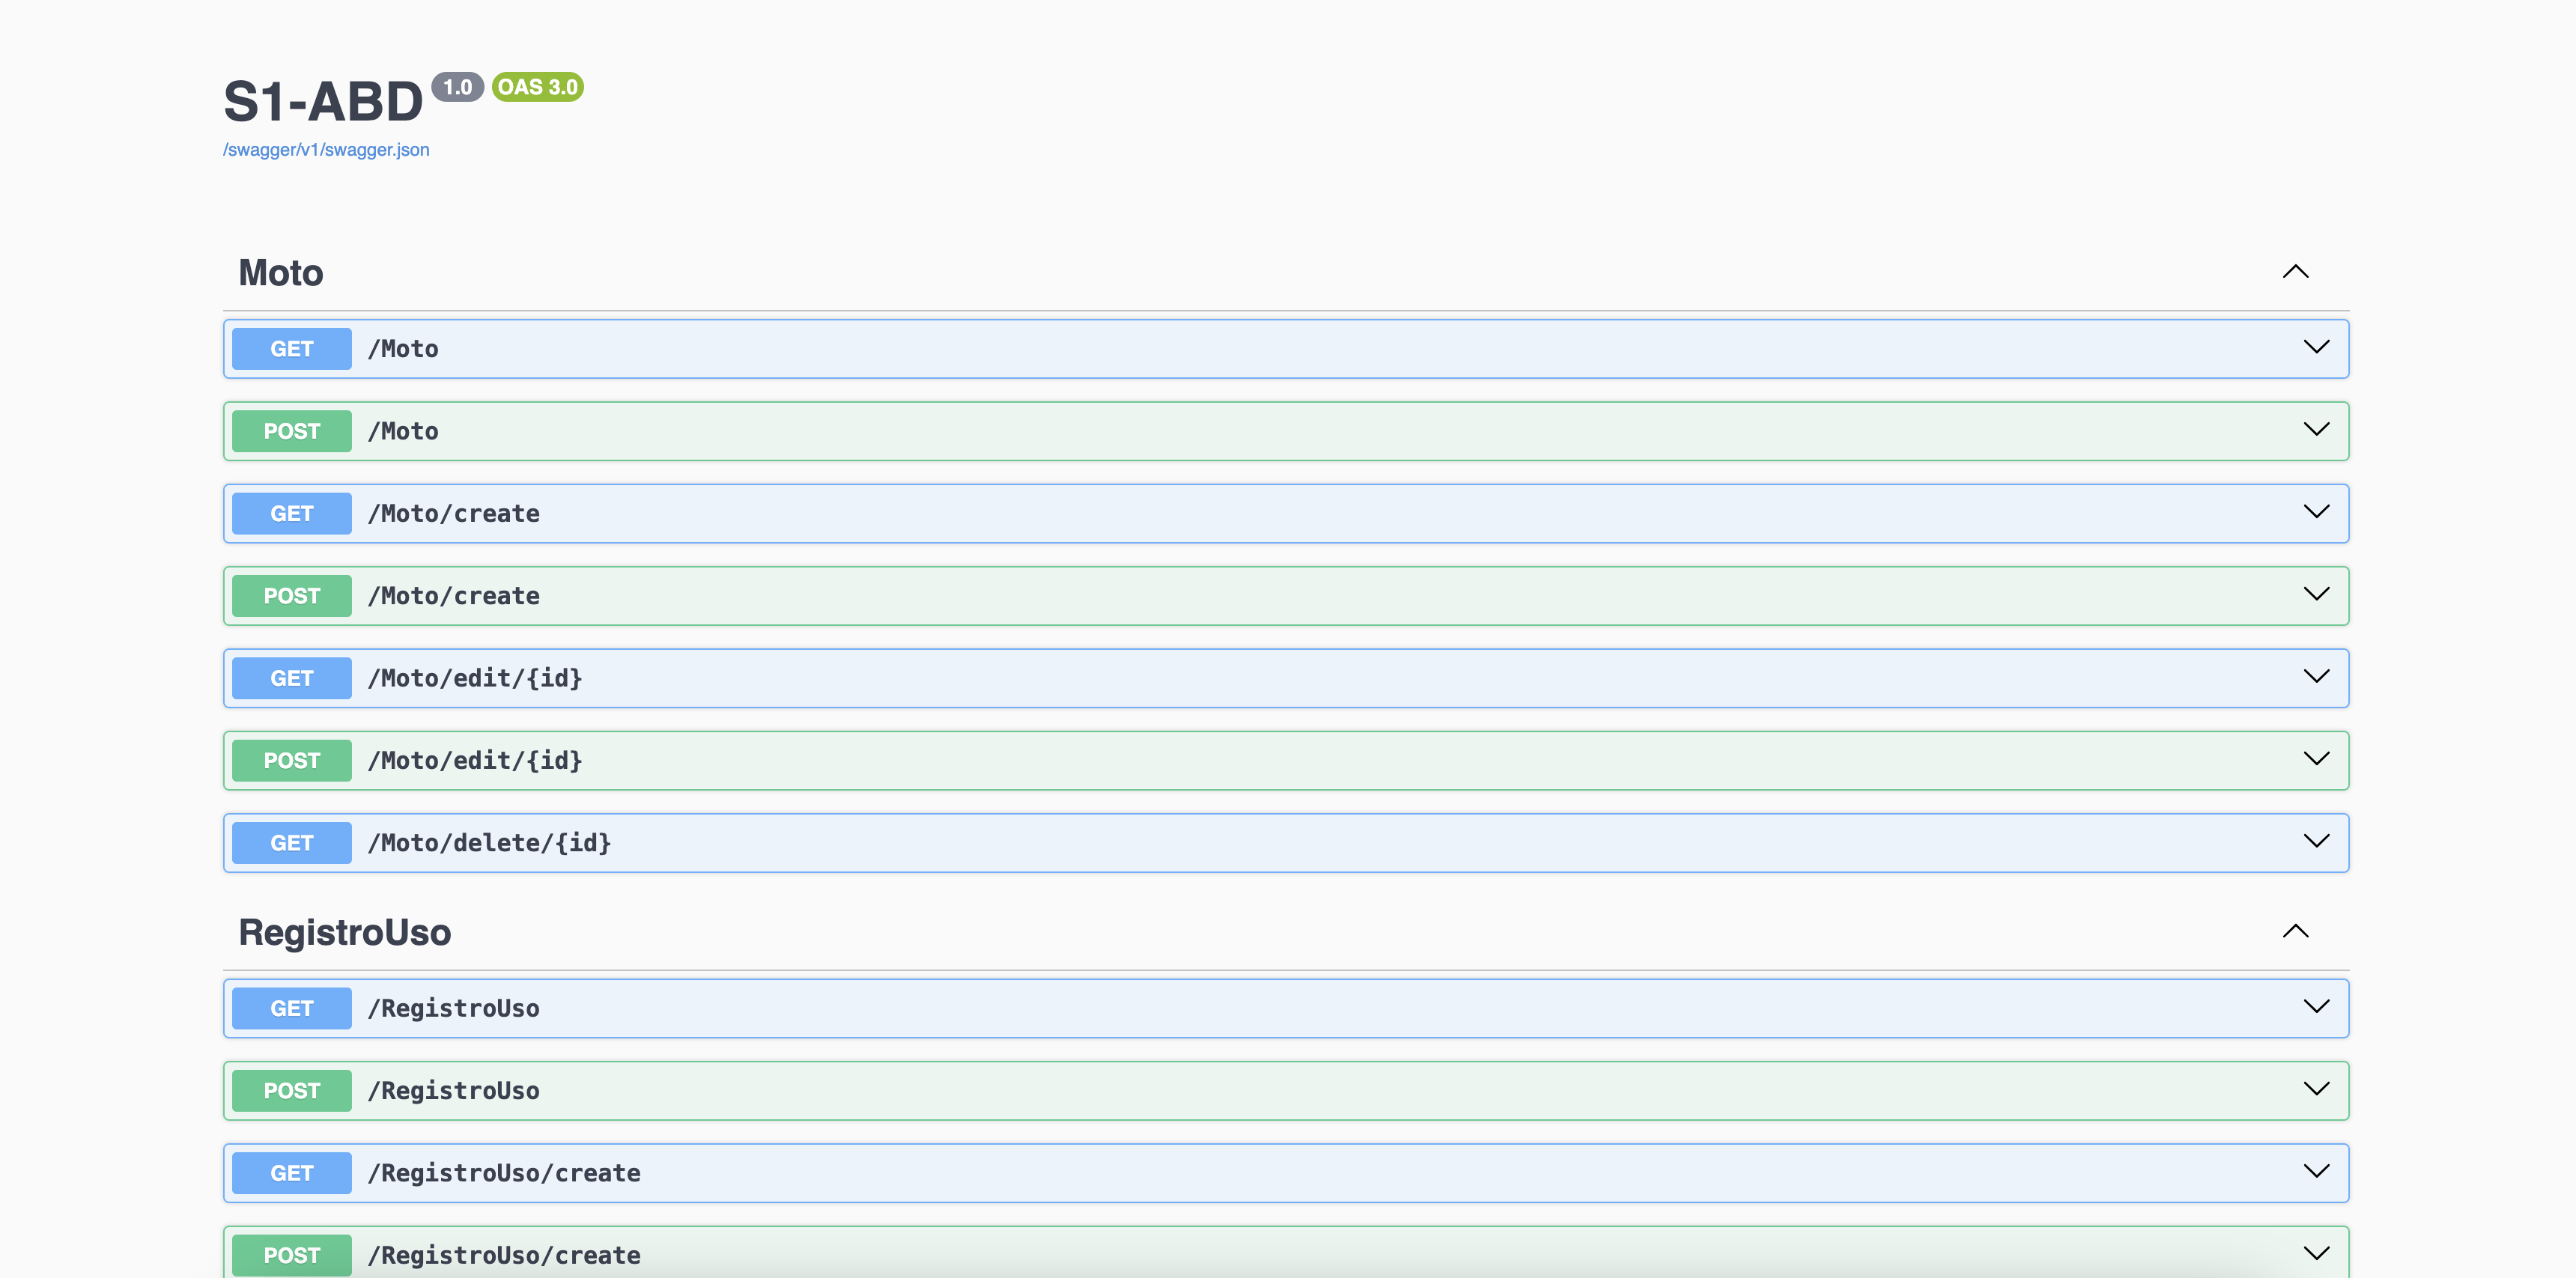 S1-ABD 1.0 OAS 3.0
/swagger/v1/swagger.json
Moto
GET /Moto
POST /Moto
GET /Moto/create
POST /Moto/create
GET /Moto/edit/{id}
POST /Moto/edit/{id}
GET /Moto/delete/{id}
RegistroUso
GET /RegistroUso
POST /RegistroUso
GET /RegistroUso/create
POST /RegistroUso/create